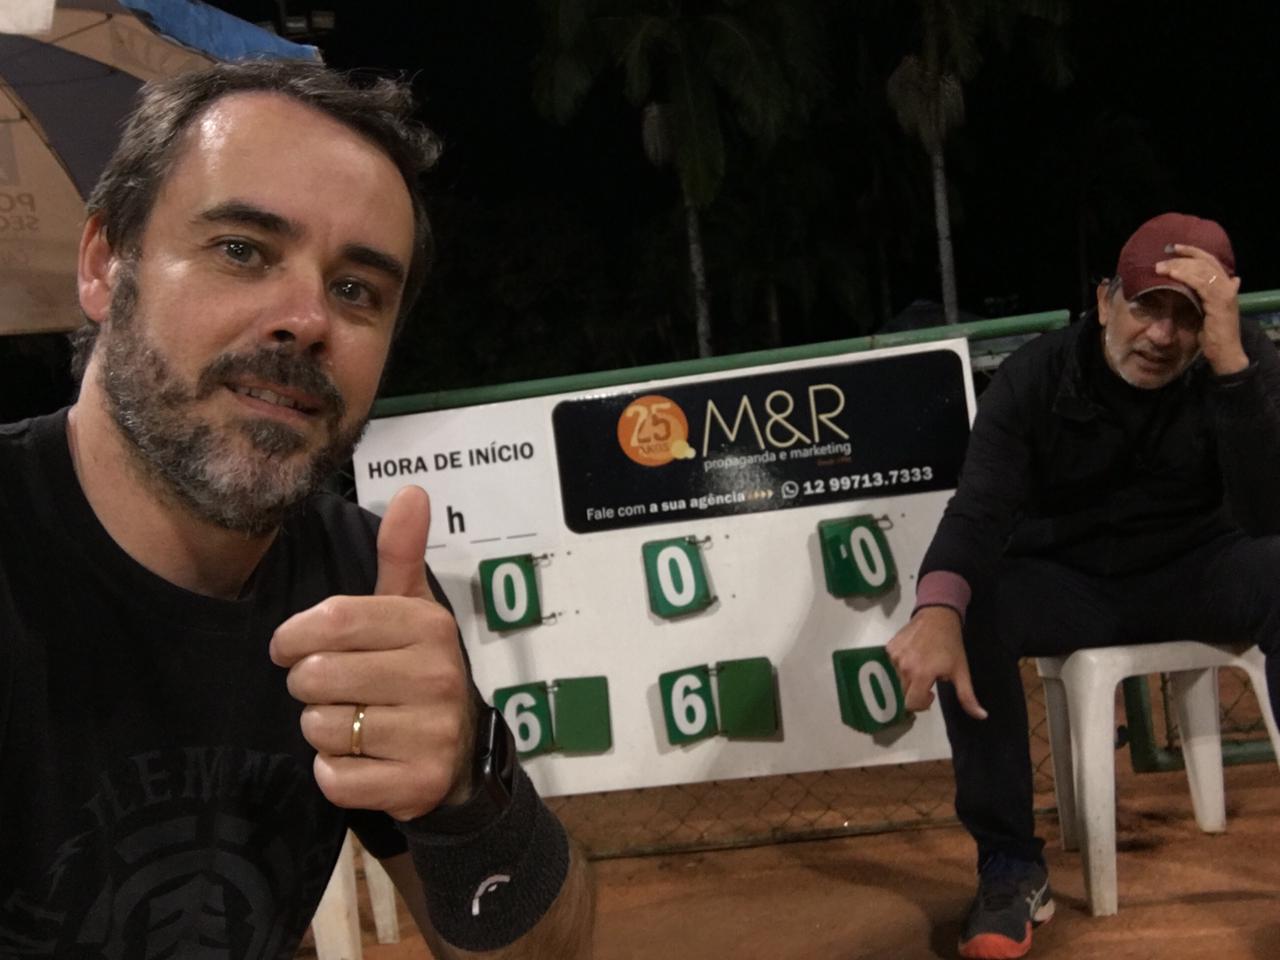 HORA DE INÍCIO
h
25
ANOS
M&R
propaganda e marketing
Fale com a sua agência
12 99713.7333
0 0 0
6 6 0
ELEMENT